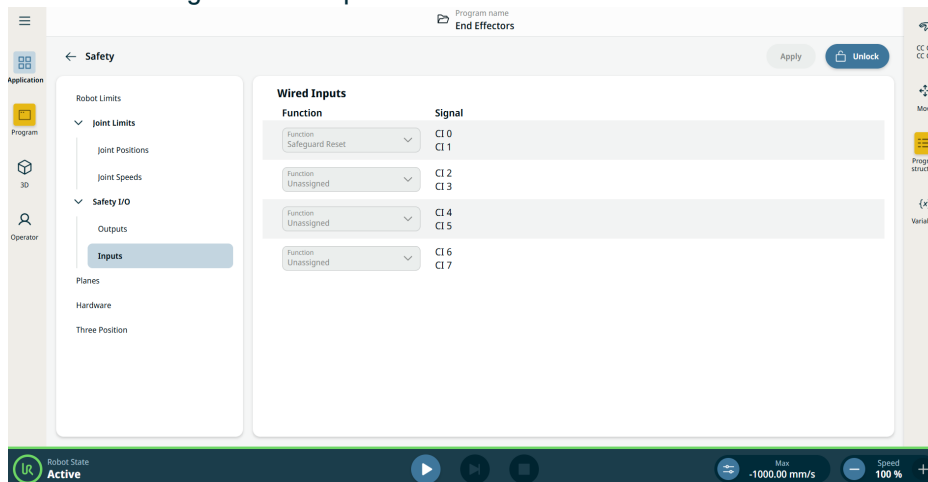 Program name
End Effectors
Safety
Apply
Unlock
Application
Program
3D
Operator
Robot Limits
Joint Limits
Joint Positions
Joint Speeds
Safety I/O
Outputs
Inputs
Planes
Hardware
Three Position
Wired Inputs
Function Signal
Function
Safeguard Reset
CI 0
CI 1
Function
Unassigned
CI 2
CI 3
Function
Unassigned
CI 4
CI 5
Function
Unassigned
CI 6
CI 7
Robot State
Active
Max
-1000.00 mm/s
Speed
100 %